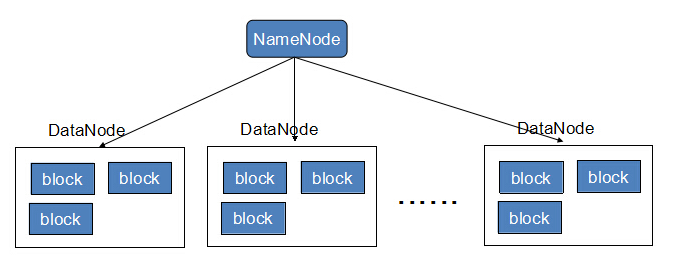 NameNode
DataNode
DataNode
DataNode
block block
block
block block
block
......
block block
block